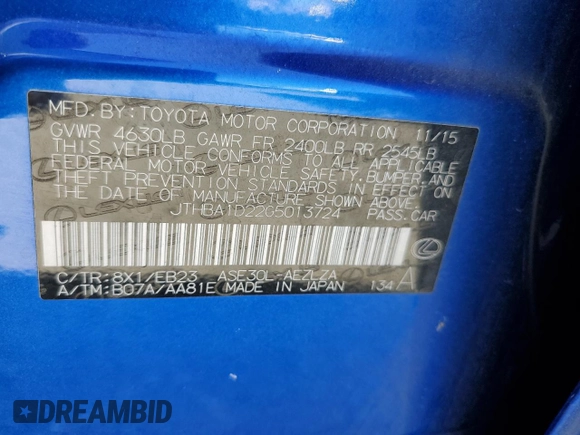 MFD. BY: TOYOTA MOTOR CORPORATION 11/15
GVWR 4630LB GAWR FR 2400LB RR 2545LB
THIS VEHICLE CONFORMS TO ALL APPLICABLE
FEDERAL MOTOR VEHICLE SAFETY, BUMPER, AND
THEFT PREVENTION STANDARDS IN EFFECT ON
THE DATE OF MANUFACTURE SHOWN ABOVE.
JTHBA1D22G5013724 PASS.CAR
C/TR: 8X1/EB23 ASE30L-AEZLZA
A/TM: B07A/AA81E MADE IN JAPAN 134 A
DREAMBID